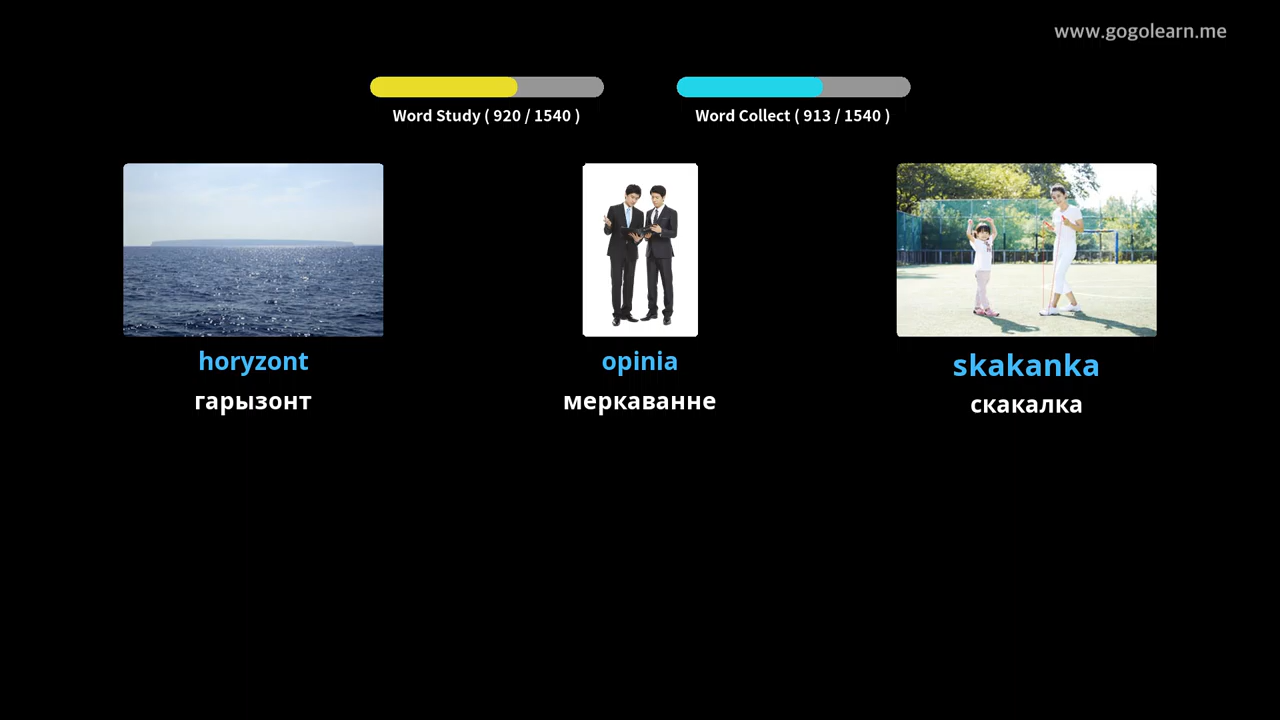 www.gogolearn.me
Word Study ( 920 / 1540 )
Word Collect ( 913 / 1540 )
horyzont
гарызонт
opinia
меркаванне
skakanka
скакалка